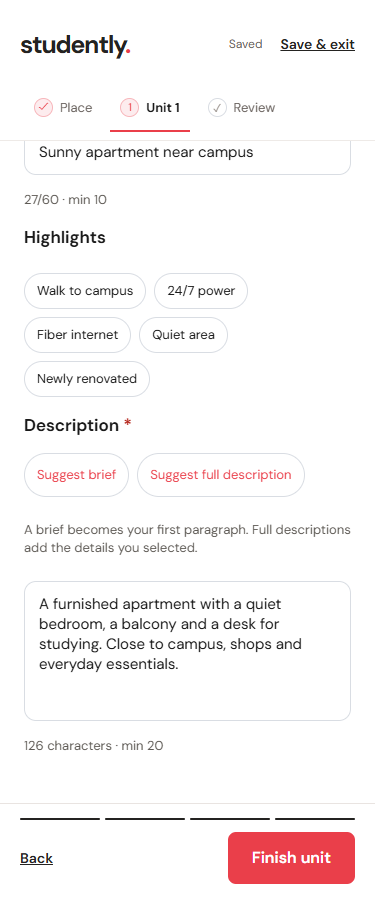 studently.
Saved
Save & exit
Place
1
Unit 1
Review
Sunny apartment near campus
27/60 · min 10
Highlights
Walk to campus
24/7 power
Fiber internet
Quiet area
Newly renovated
Description *
Suggest brief
Suggest full description
A brief becomes your first paragraph. Full descriptions
add the details you selected.
A furnished apartment with a quiet
bedroom, a balcony and a desk for
studying. Close to campus, shops and
everyday essentials.
126 characters · min 20
Back
Finish unit